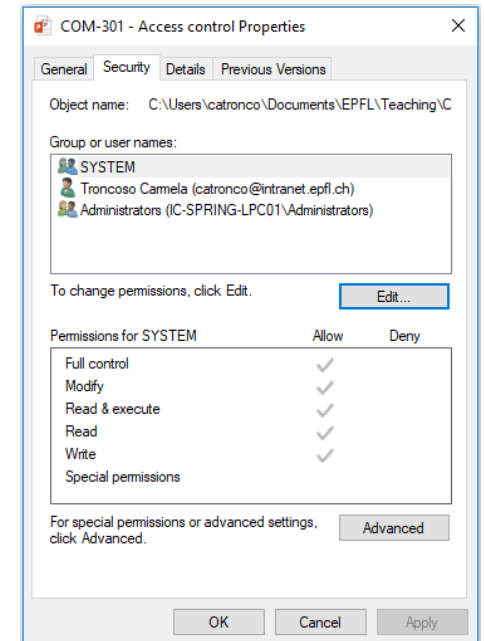 COM-301 - Access control Properties
General Security Details Previous Versions
Object name: C:\Users\catronco\Documents\EPFL\Teaching\C
Group or user names:
SYSTEM
Troncoso Carmela (catronco@intranet.epfl.ch)
Administrators (IC-SPRING-LPC01\Administrators)
To change permissions, click Edit.
Edit...
Permissions for SYSTEM Allow Deny
Full control
Modify
Read & execute
Read
Write
Special permissions
For special permissions or advanced settings,
click Advanced.
Advanced
OK Cancel Apply